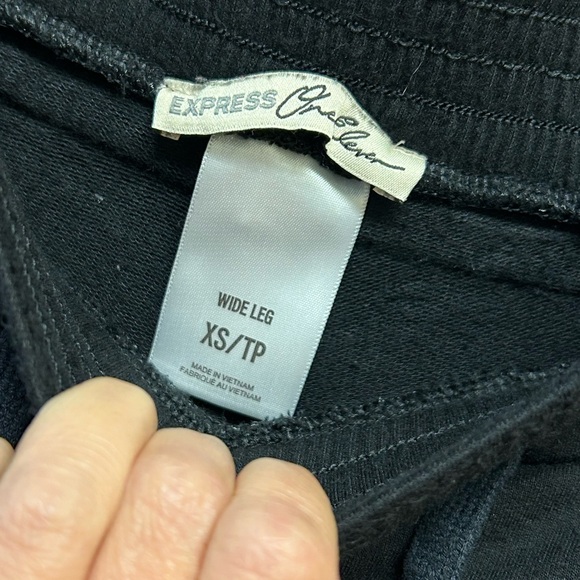 EXPRESS One
eleven
WIDE LEG
XS/TP
MADE IN VIETNAM
FABRIQUÉ AU VIETNAM